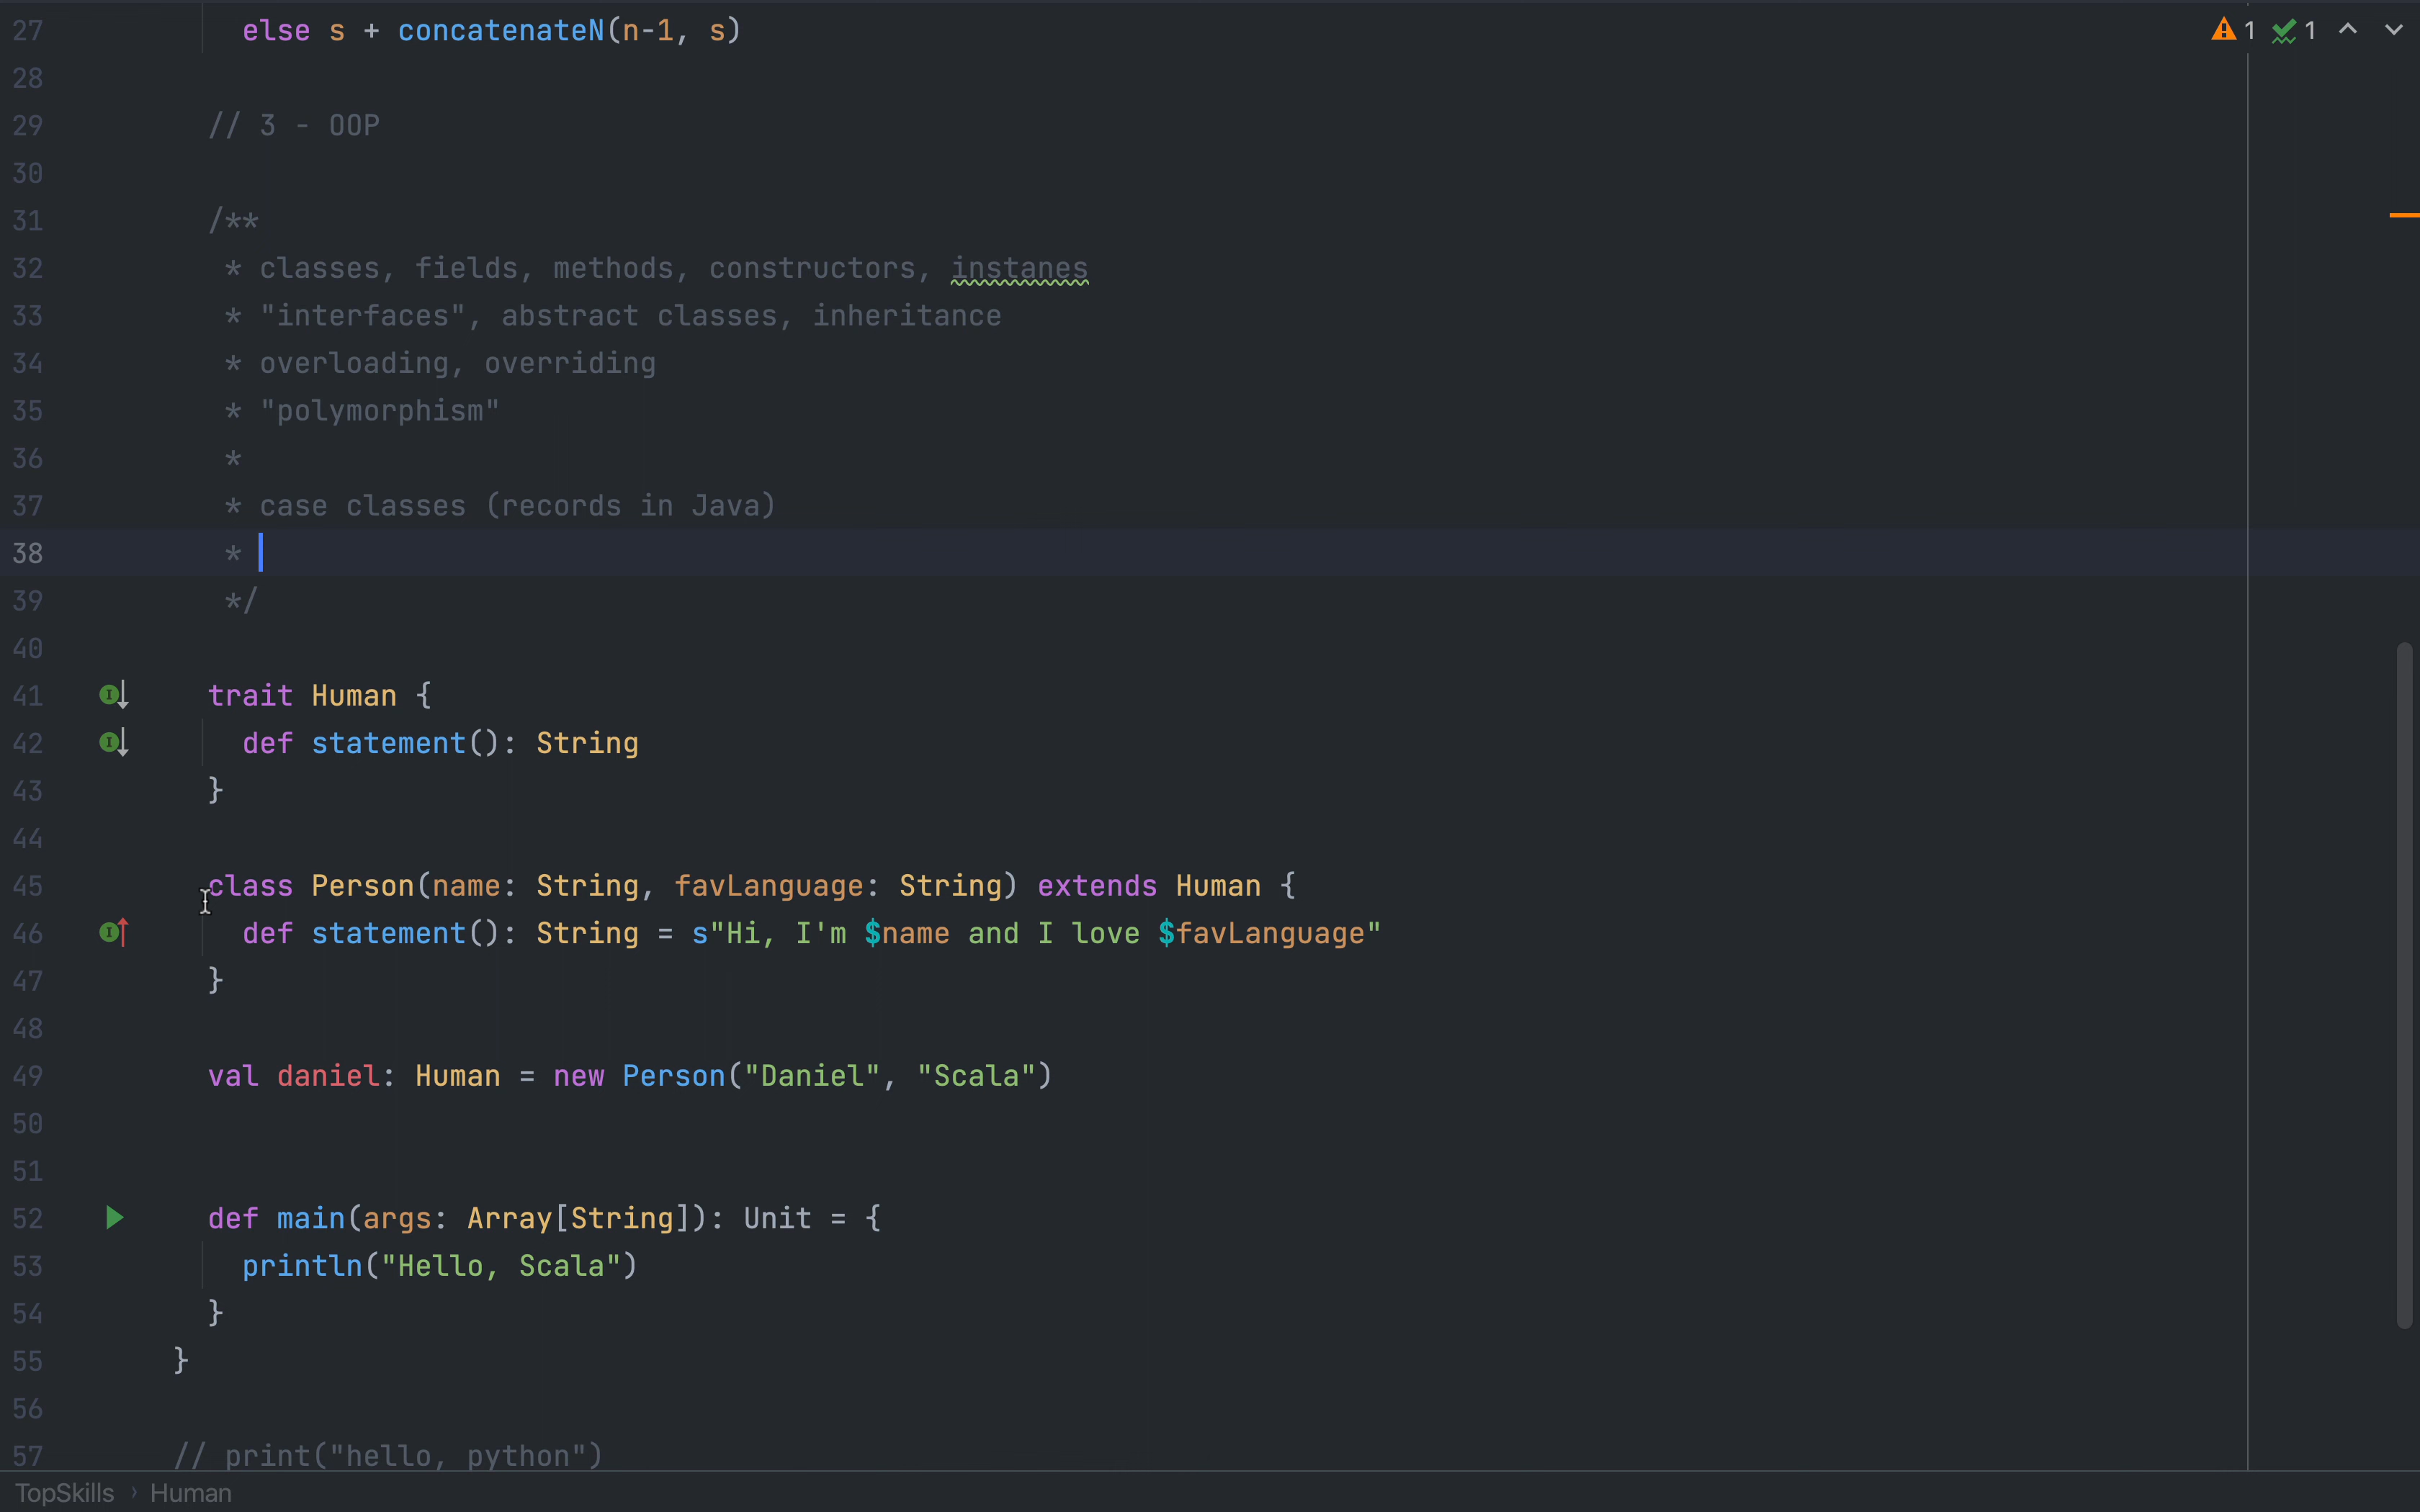 27 else s + concatenateN(n-1, s)
1 1
28
29 // 3 - OOP
30
31 /**
32 * classes, fields, methods, constructors, instanes
33 * "interfaces", abstract classes, inheritance
34 * overloading, overriding
35 * "polymorphism"
36 *
37 * case classes (records in Java)
38 *
39 */
40
41 trait Human {
42 def statement(): String
43 }
44
45 class Person(name: String, favLanguage: String) extends Human {
46 def statement(): String = s"Hi, I'm $name and I love $favLanguage"
47 }
48
49 val daniel: Human = new Person("Daniel", "Scala")
50
51
52 def main(args: Array[String]): Unit = {
53 println("Hello, Scala")
54 }
55 }
56
57 // print("hello, python")
TopSkills › Human